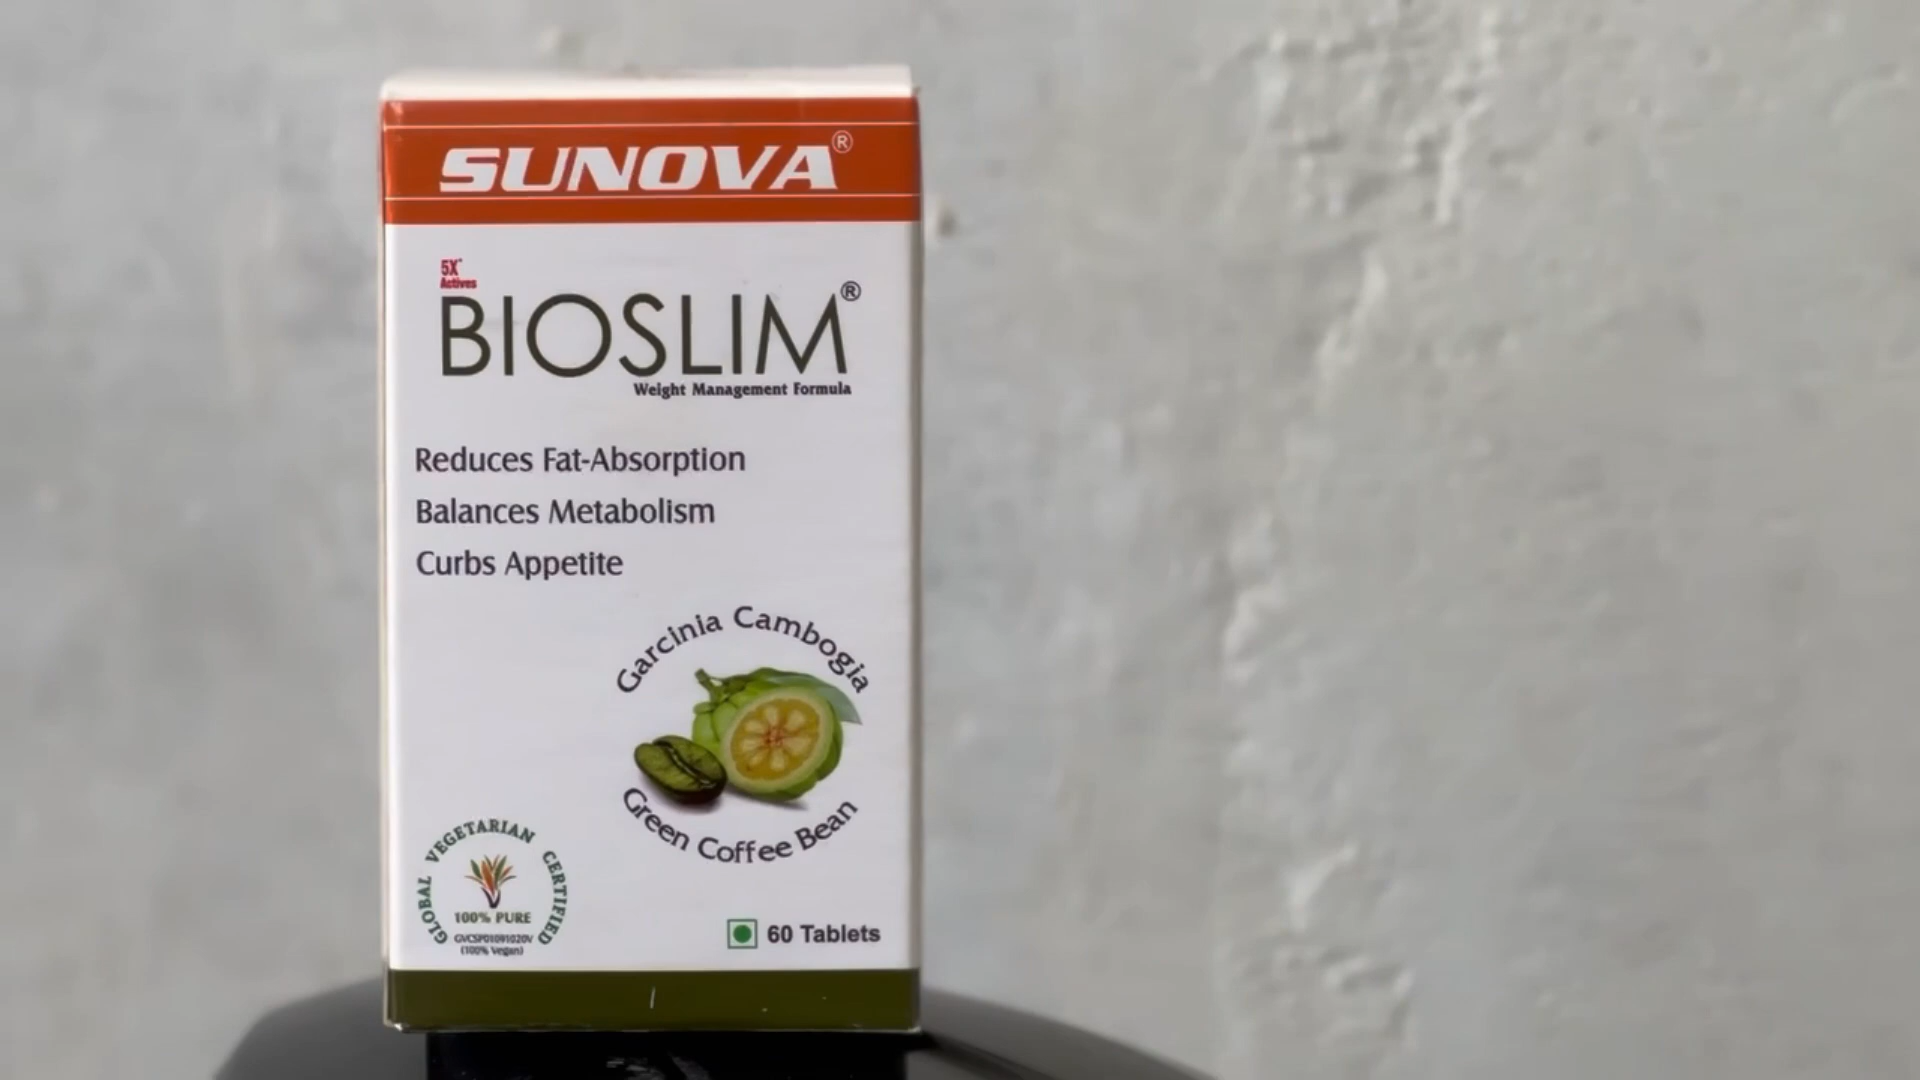 SUNOVA®
5X*
Actives
BIOSLIM®
Weight Management Formula
Reduces Fat-Absorption
Balances Metabolism
Curbs Appetite
Garcinia Cambogia
Green Coffee Bean
GLOBAL VEGETARIAN CERTIFIED
100% PURE
GVCSP01091020V
(100% Vegan)
60 Tablets